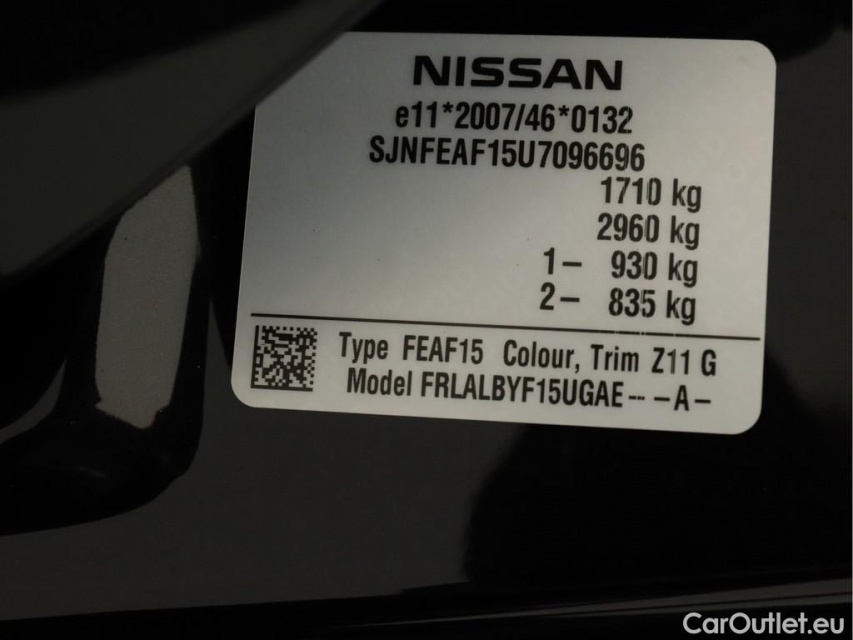 NISSAN
e11*2007/46*0132
SJNFEAF15U7096696
1710 kg
2960 kg
1– 930 kg
2– 835 kg
Type FEAF15 Colour, Trim Z11 G
Model FRLALBYF15UGAE--- –A–
CarOutlet.eu